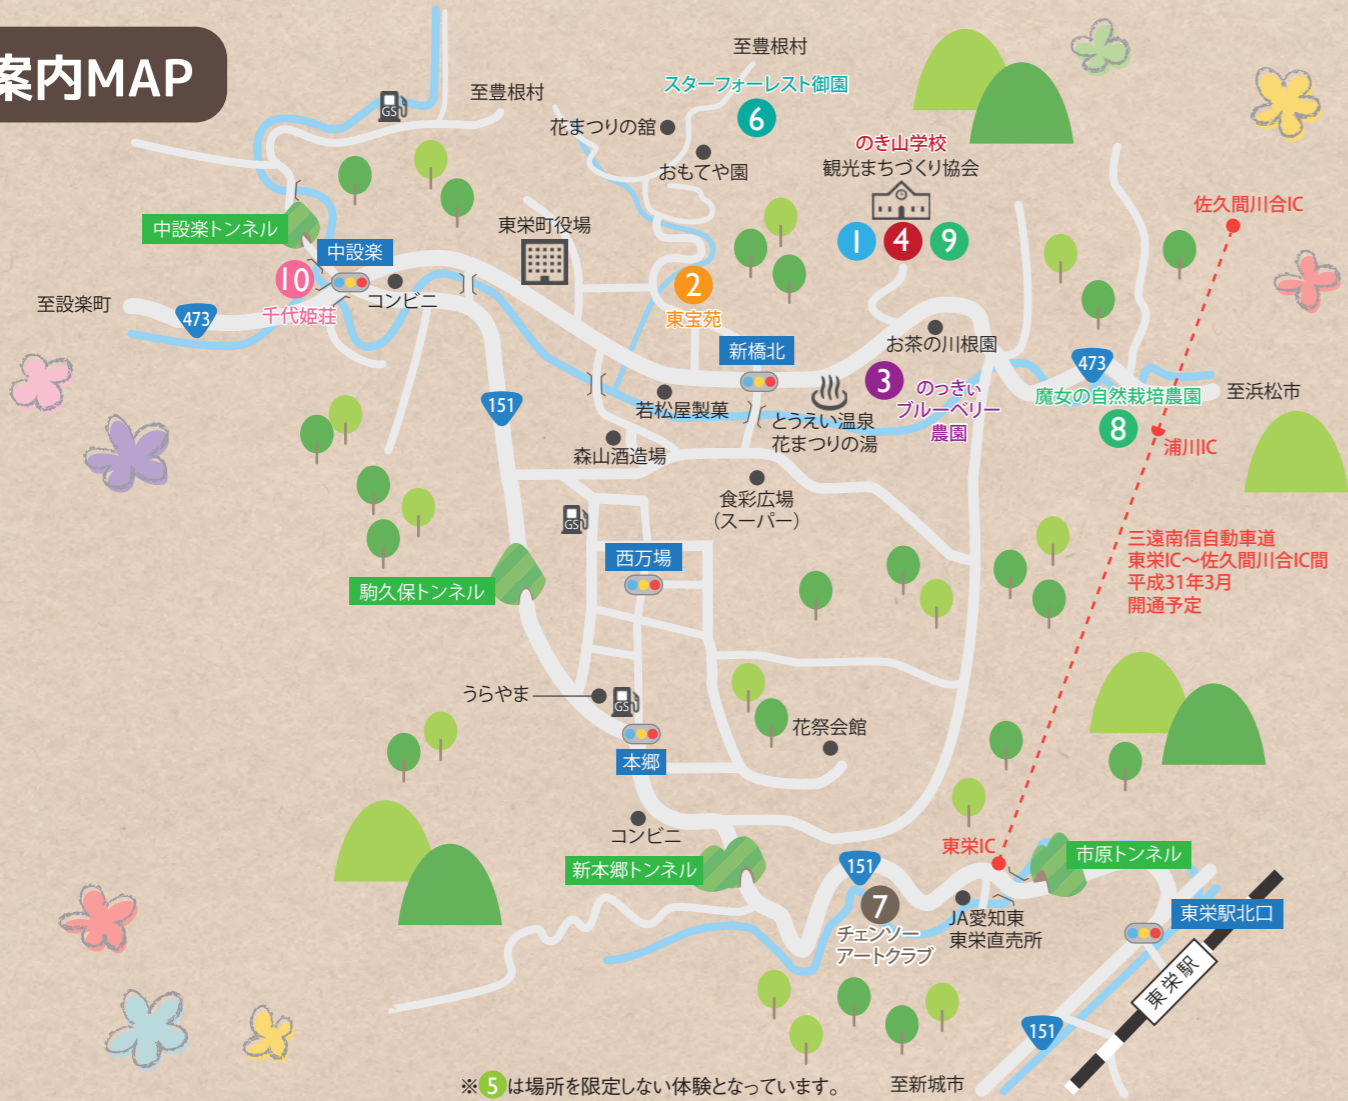 案内MAP
至豊根村
スターフォーレスト御園
6
至豊根村
GS
花まつりの舘
おもてや園
のき山学校
観光まちづくり協会
1 4 9
佐久間川合IC
中設楽トンネル
中設楽
東栄町役場
10
千代姫荘
コンビニ
至設楽町
473
2
東宝苑
新橋北
お茶の川根園
473
3
のっきぃ
ブルーベリー
農園
魔女の自然栽培農園
8
至浜松市
浦川IC
151
若松屋製菓
とうえい温泉
花まつりの湯
森山酒造場
食彩広場
（スーパー）
GS
西万場
駒久保トンネル
三遠南信自動車道
東栄IC～佐久間川合IC間
平成31年3月
開通予定
うらやま
GS
本郷
花祭会館
コンビニ
新本郷トンネル
東栄IC
市原トンネル
151
7
チェンソー
アートクラブ
JA愛知東
東栄直売所
東栄駅北口
東栄駅
151
至新城市
※5は場所を限定しない体験となっています。